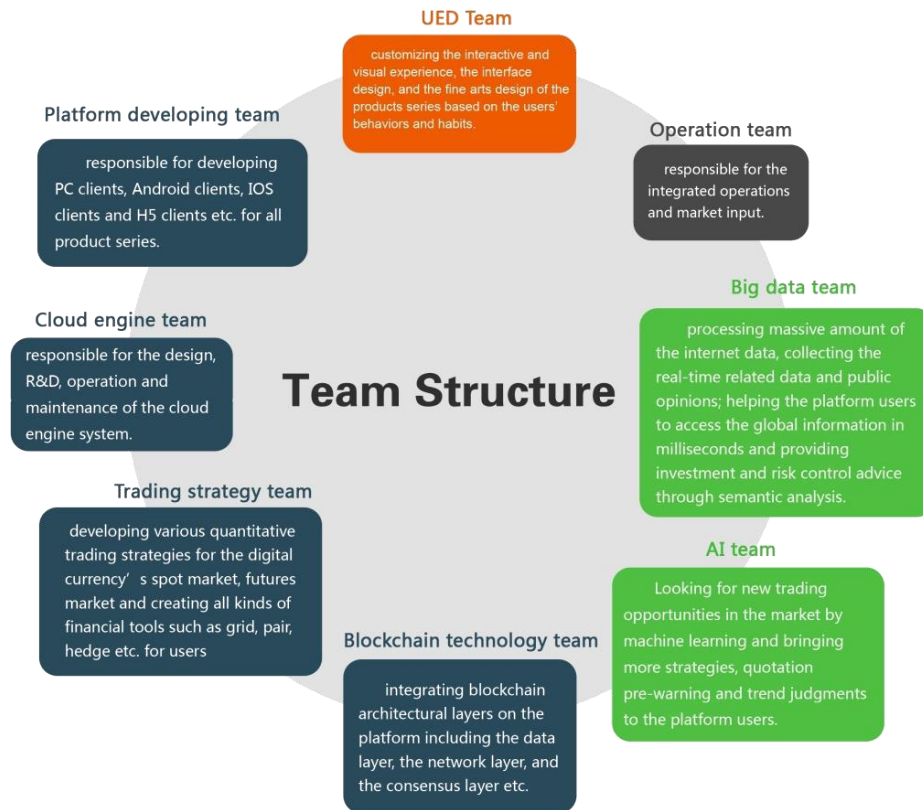 UED Team
customizing the interactive and
visual experience, the interface
design, and the fine arts design of the
products series based on the users'
behaviors and habits.
Platform developing team
responsible for developing
PC clients, Android clients, IOS
clients and H5 clients etc. for all
product series.
Operation team
responsible for the
integrated operations
and market input.
Cloud engine team
responsible for the design,
R&D, operation and
maintenance of the cloud
engine system.
Team Structure
Big data team
processing massive amount of
the internet data, collecting the
real-time related data and public
opinions; helping the platform users
to access the global information in
milliseconds and providing
investment and risk control advice
through semantic analysis.
Trading strategy team
developing various quantitative
trading strategies for the digital
currency' s spot market, futures
market and creating all kinds of
financial tools such as grid, pair,
hedge etc. for users
Blockchain technology team
integrating blockchain
architectural layers on the
platform including the data
layer, the network layer, and
the consensus layer etc.
AI team
Looking for new trading
opportunities in the market by
machine learning and bringing
more strategies, quotation
pre-warning and trend judgments
to the platform users.